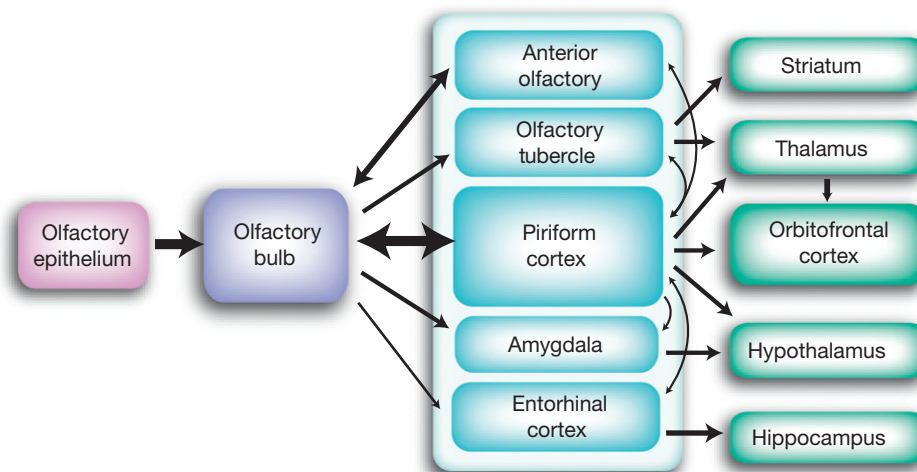 Olfactory
epithelium
Olfactory
bulb
Anterior
olfactory
Olfactory
tubercle
Piriform
cortex
Amygdala
Entorhinal
cortex
Striatum
Thalamus
Orbitofrontal
cortex
Hypothalamus
Hippocampus